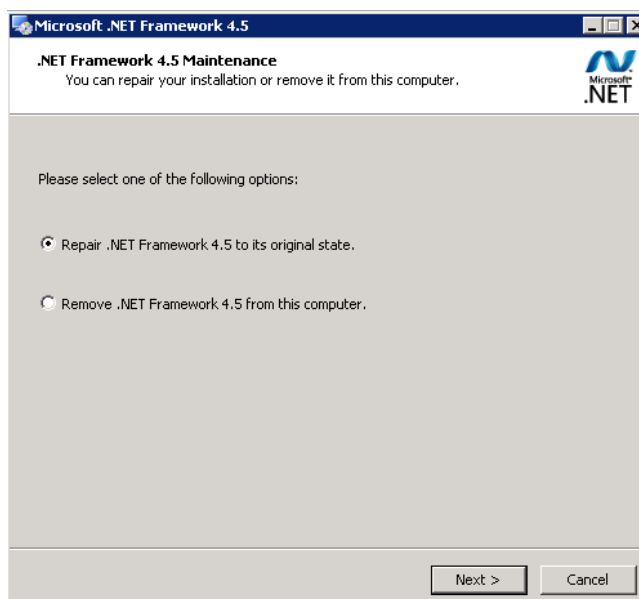 Microsoft .NET Framework 4.5
.NET Framework 4.5 Maintenance
You can repair your installation or remove it from this computer.
Microsoft®
.NET
Please select one of the following options:
Repair .NET Framework 4.5 to its original state.
Remove .NET Framework 4.5 from this computer.
Next >
Cancel